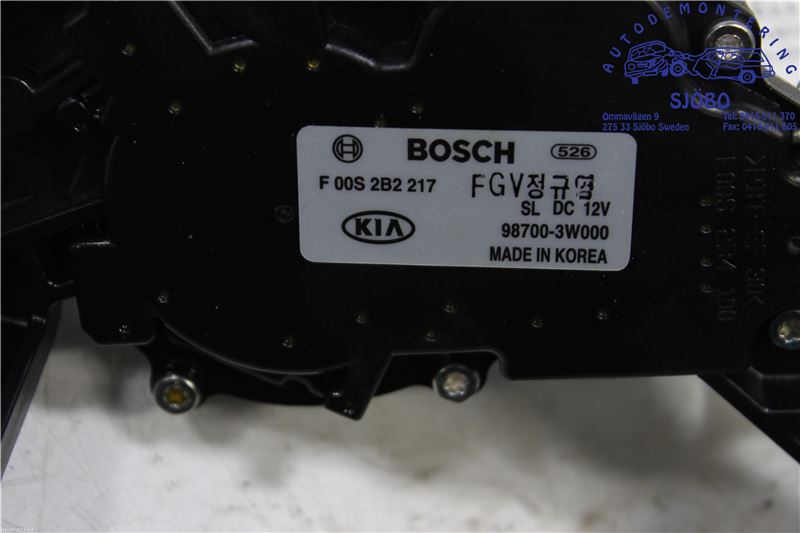 AUTODEMONTERING
SJÖBO
Ommavägen 9
275 33 Sjöbo Sweden
BOSCH
526
F 00S 2B2 217
FGV정규엽
SL DC 12V
KIA
98700-3W000
MADE IN KOREA